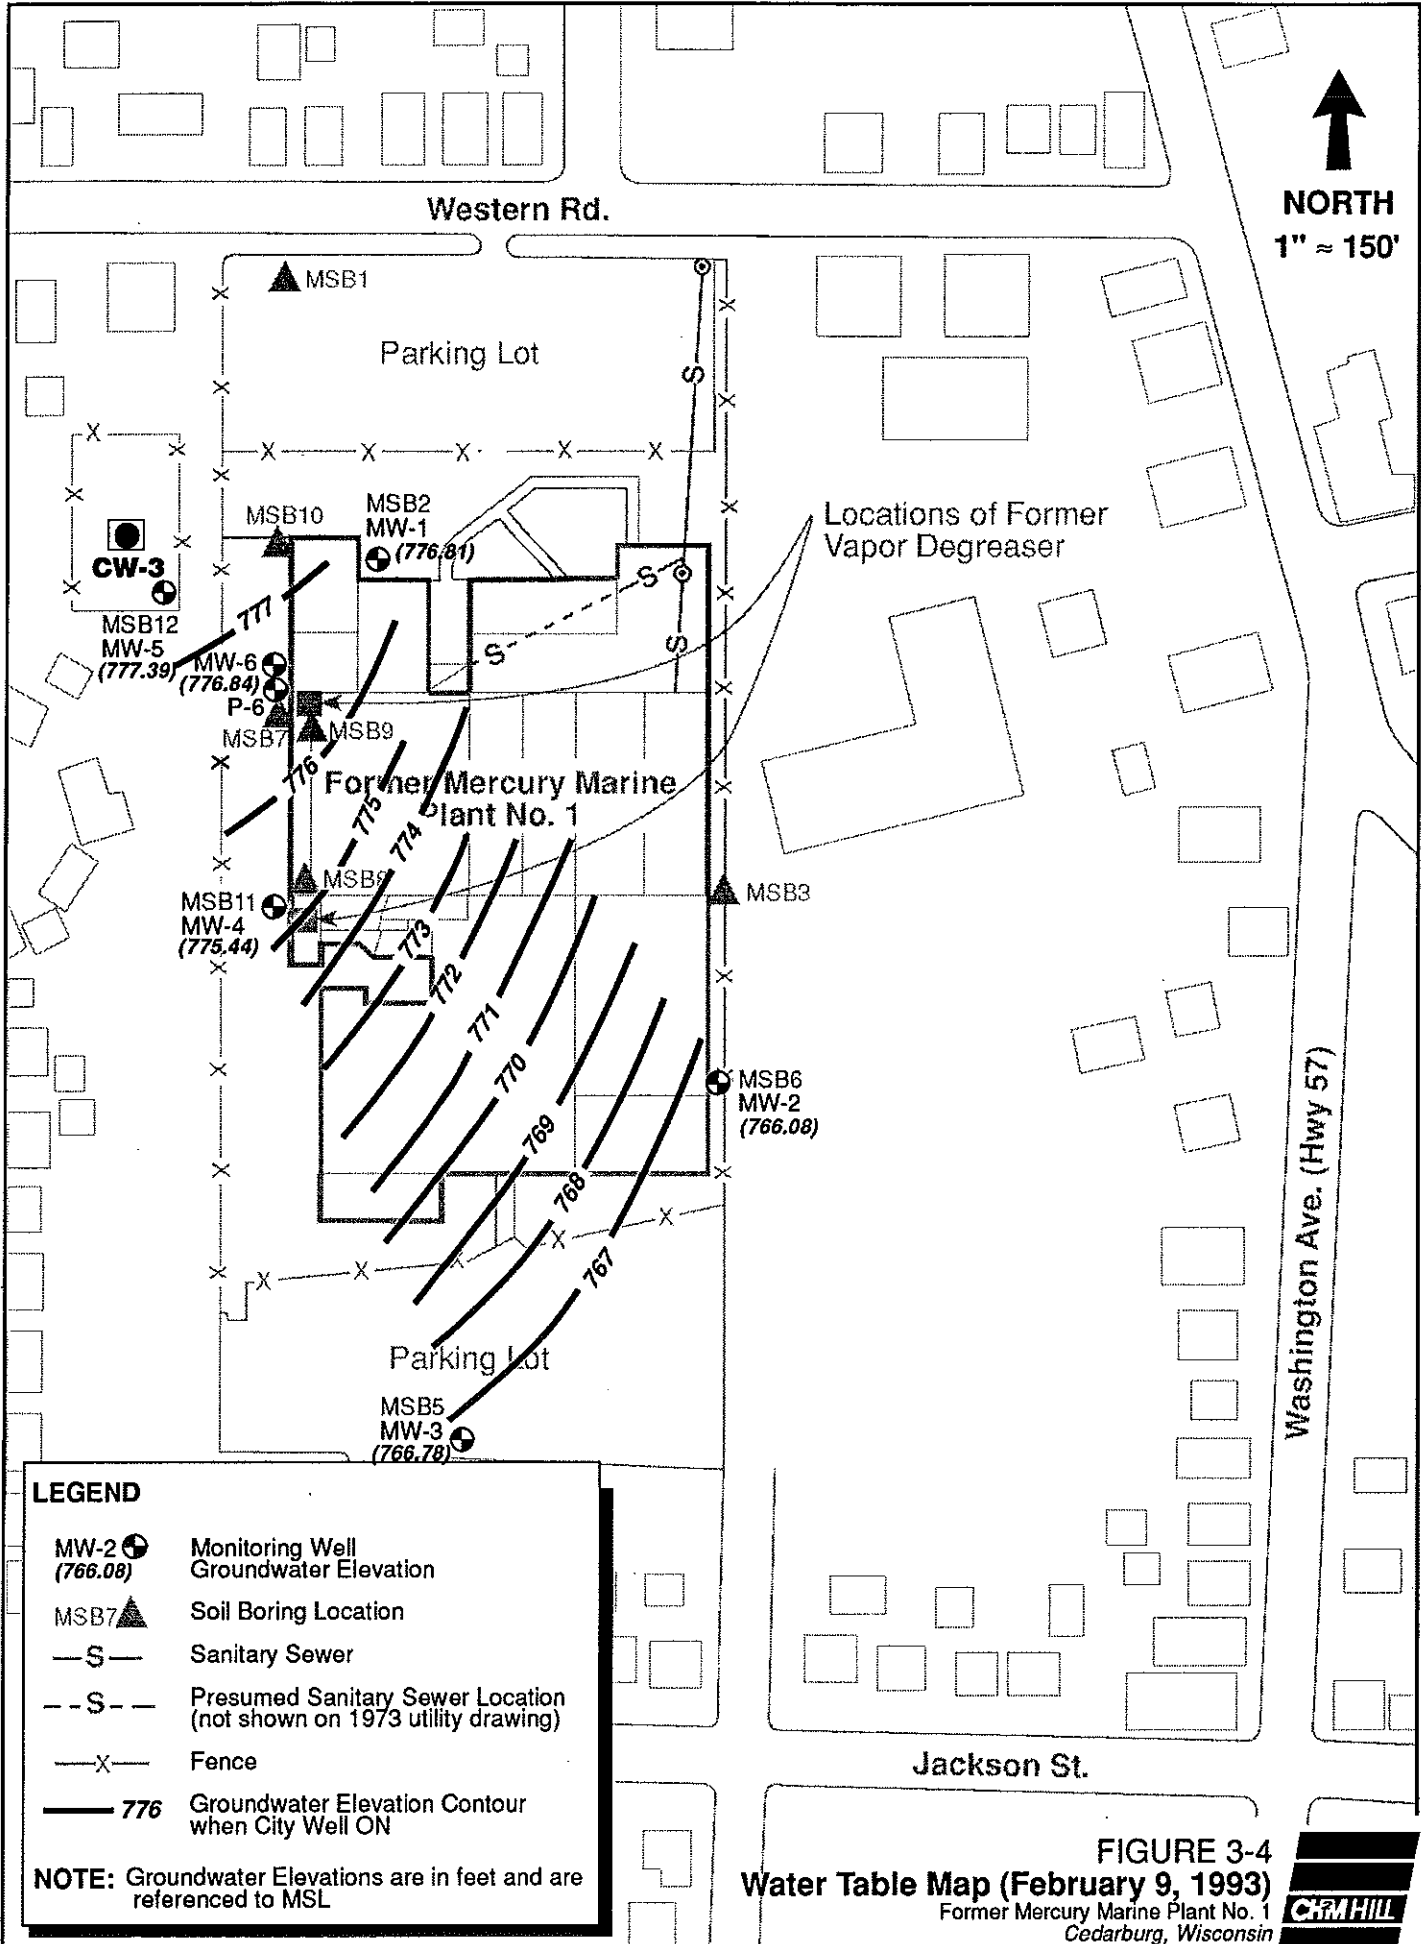 Western Rd.
NORTH
1" ≈ 150'
MSB1
Parking Lot
S
X
MSB10
MSB2
MW-1
(776.81)
Locations of Former
Vapor Degreaser
CW-3
S
777
MSB12
MW-5
(777.39)
MW-6
(776.84)
P-6
S
S
MSB7
MSB9
776
Former Mercury Marine
Plant No. 1
775
774
MSB8
MSB3
MSB11
MW-4
(775.44)
773
772
771
770
MSB6
MW-2
(766.08)
769
768
767
Washington Ave. (Hwy 57)
Parking Lot
MSB5
MW-3
(766.78)
LEGEND
MW-2 Monitoring Well
(766.08) Groundwater Elevation
MSB7 Soil Boring Location
—S— Sanitary Sewer
--S-- Presumed Sanitary Sewer Location
(not shown on 1973 utility drawing)
—X— Fence
776 Groundwater Elevation Contour
when City Well ON
NOTE: Groundwater Elevations are in feet and are
referenced to MSL
Jackson St.
FIGURE 3-4
Water Table Map (February 9, 1993)
Former Mercury Marine Plant No. 1
Cedarburg, Wisconsin
CH2M HILL